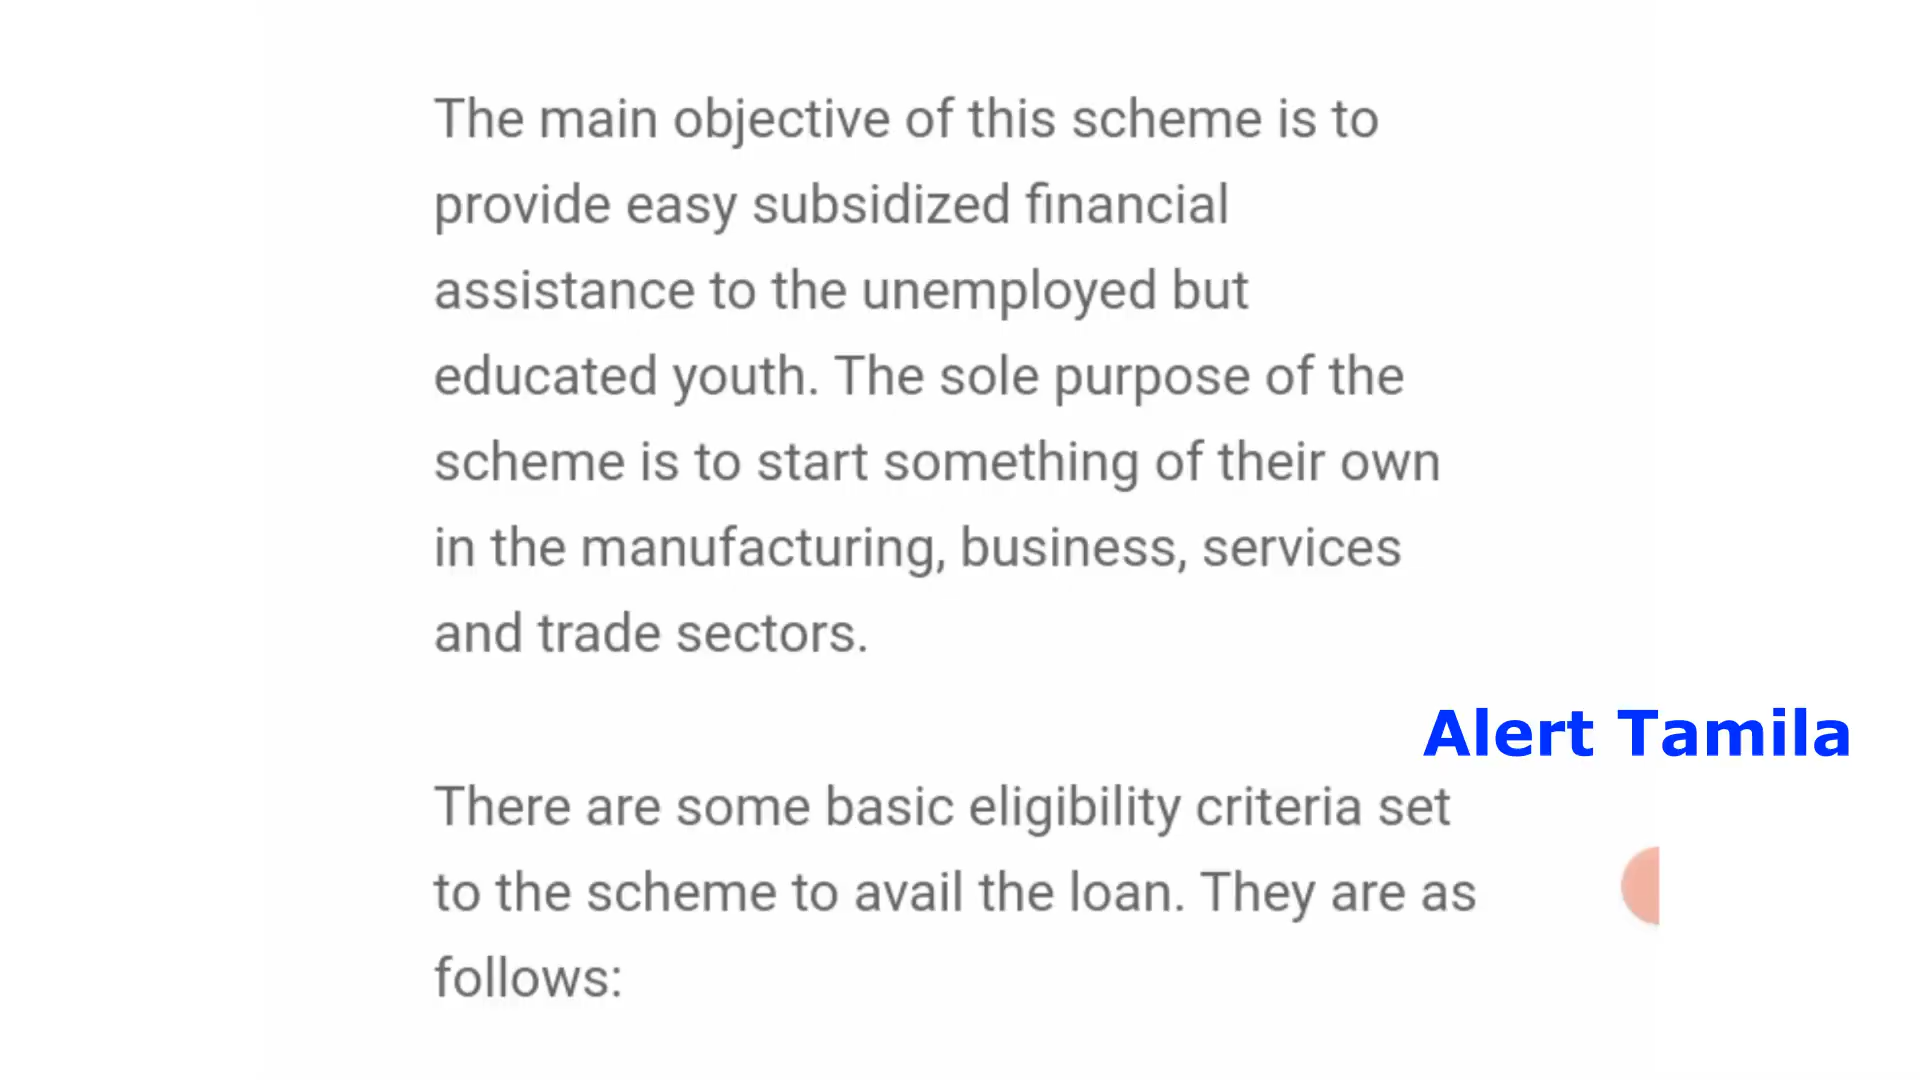 The main objective of this scheme is to
provide easy subsidized financial
assistance to the unemployed but
educated youth. The sole purpose of the
scheme is to start something of their own
in the manufacturing, business, services
and trade sectors.
Alert Tamila
There are some basic eligibility criteria set
to the scheme to avail the loan. They are as
follows: